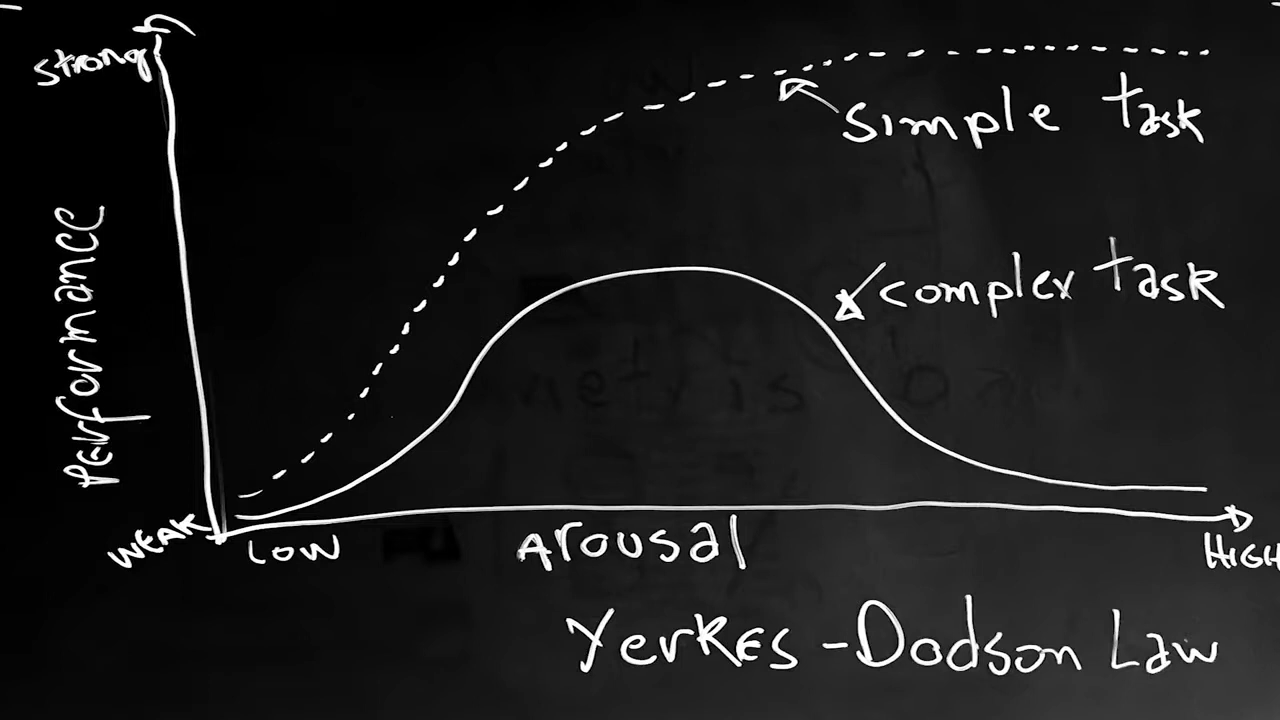 Strong
simple task
Performance
complex task
WEAK
LOW
Arousal
HIGH
Yerkes-Dodson Law